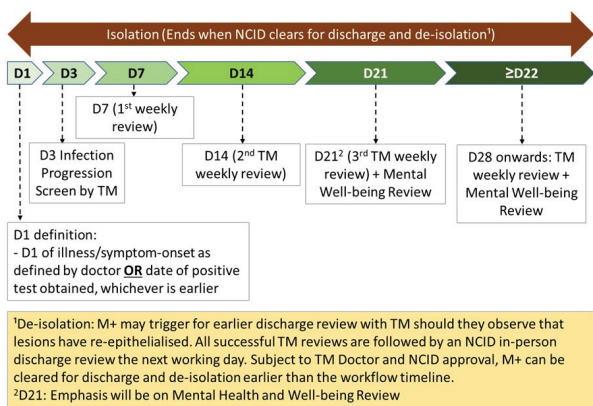 Isolation (Ends when NCID clears for discharge and de-isolation¹)
D1 D3 D7 D14 D21 ≥D22
D7 (1st weekly
review)
D3 Infection
Progression
Screen by TM
D14 (2nd TM
weekly review)
D21² (3rd TM weekly
review) + Mental
Well-being Review
D28 onwards: TM
weekly review +
Mental Well-being
Review
D1 definition:
- D1 of illness/symptom-onset as
defined by doctor OR date of positive
test obtained, whichever is earlier
¹De-isolation: M+ may trigger for earlier discharge review with TM should they observe that
lesions have re-epithelialised. All successful TM reviews are followed by an NCID in-person
discharge review the next working day. Subject to TM Doctor and NCID approval, M+ can be
cleared for discharge and de-isolation earlier than the workflow timeline.
²D21: Emphasis will be on Mental Health and Well-being Review